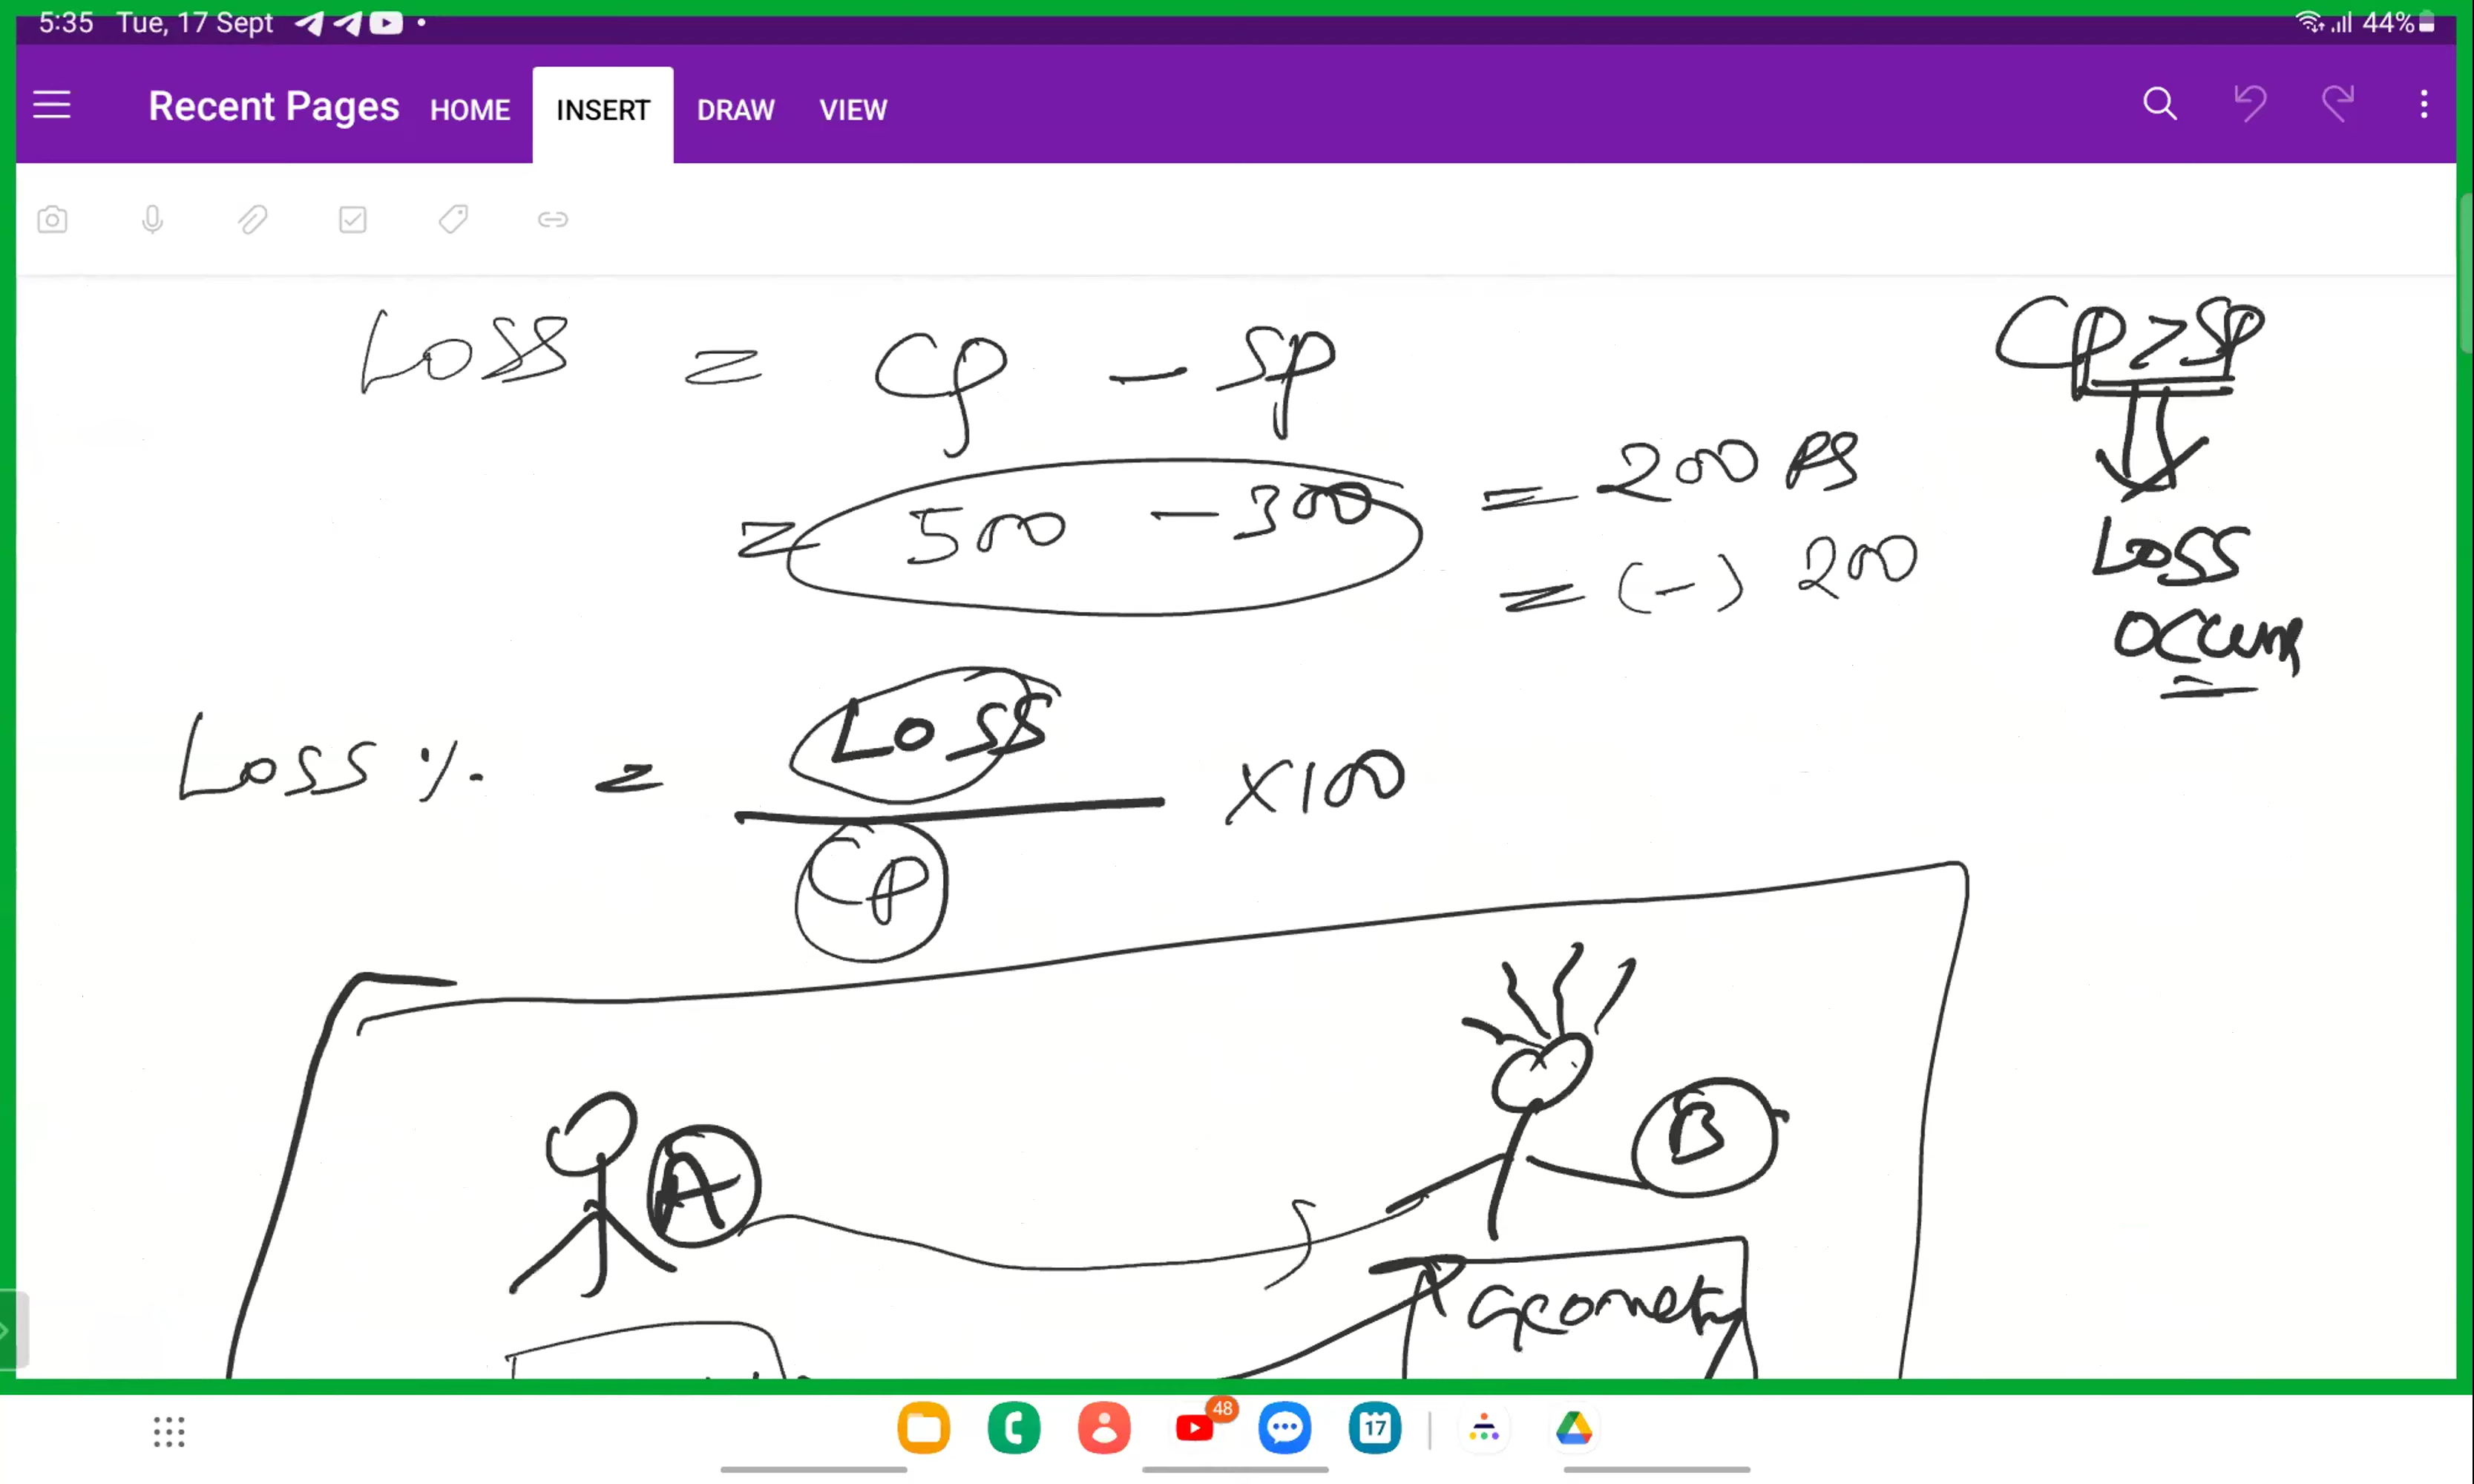 5:35 Tue, 17 Sept 44%
Recent Pages HOME INSERT DRAW VIEW
Loss = Cp - Sp
Cp > Sp
= 500 - 300 = 200 Rs
= (-) 200
Loss
occurs
Loss % = Loss / Cp × 100
A
B
Geometry
48
17